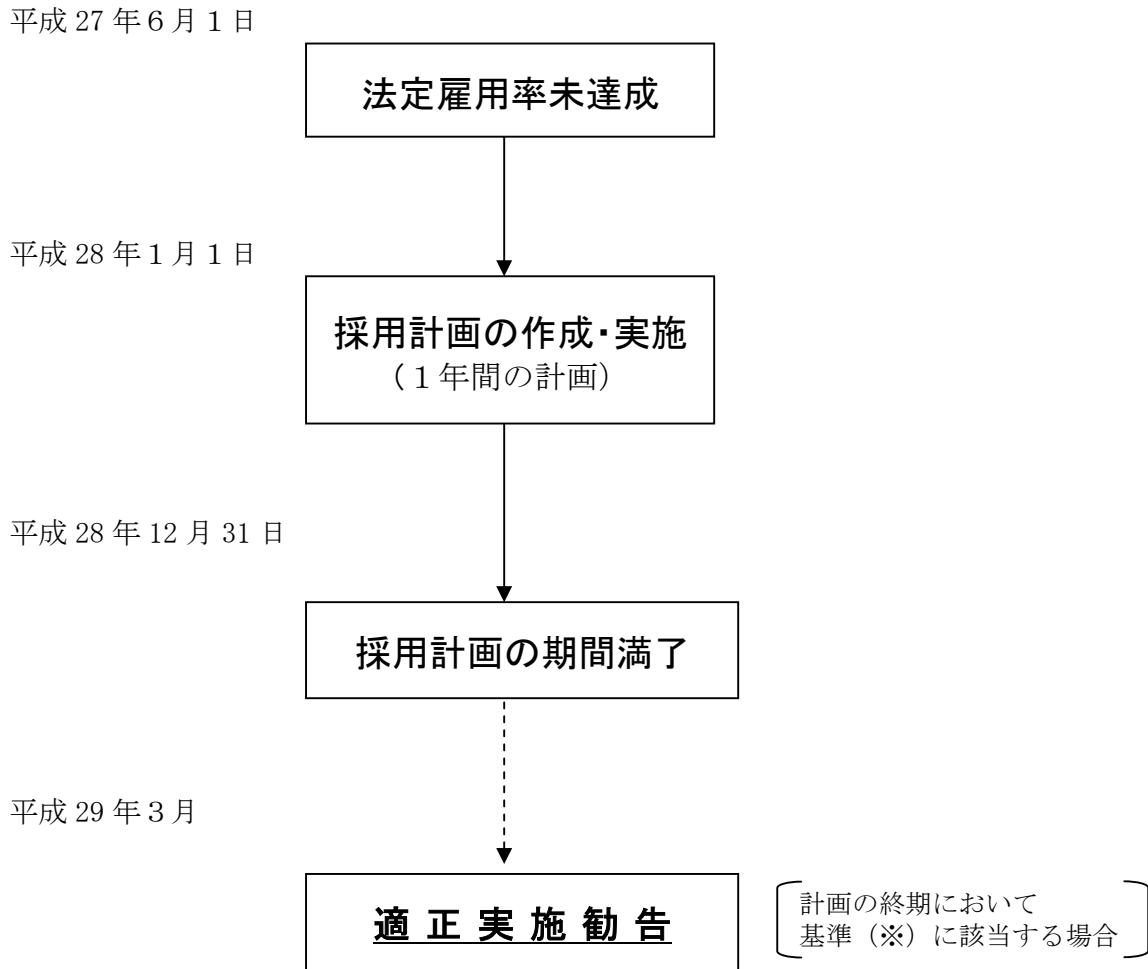 平成 27 年６月１日
法定雇用率未達成
平成 28 年１月１日
採用計画の作成・実施
（１年間の計画）
平成 28 年 12 月 31 日
採用計画の期間満了
平成 29 年３月
適 正 実 施 勧 告
計画の終期において
基準（※）に該当する場合